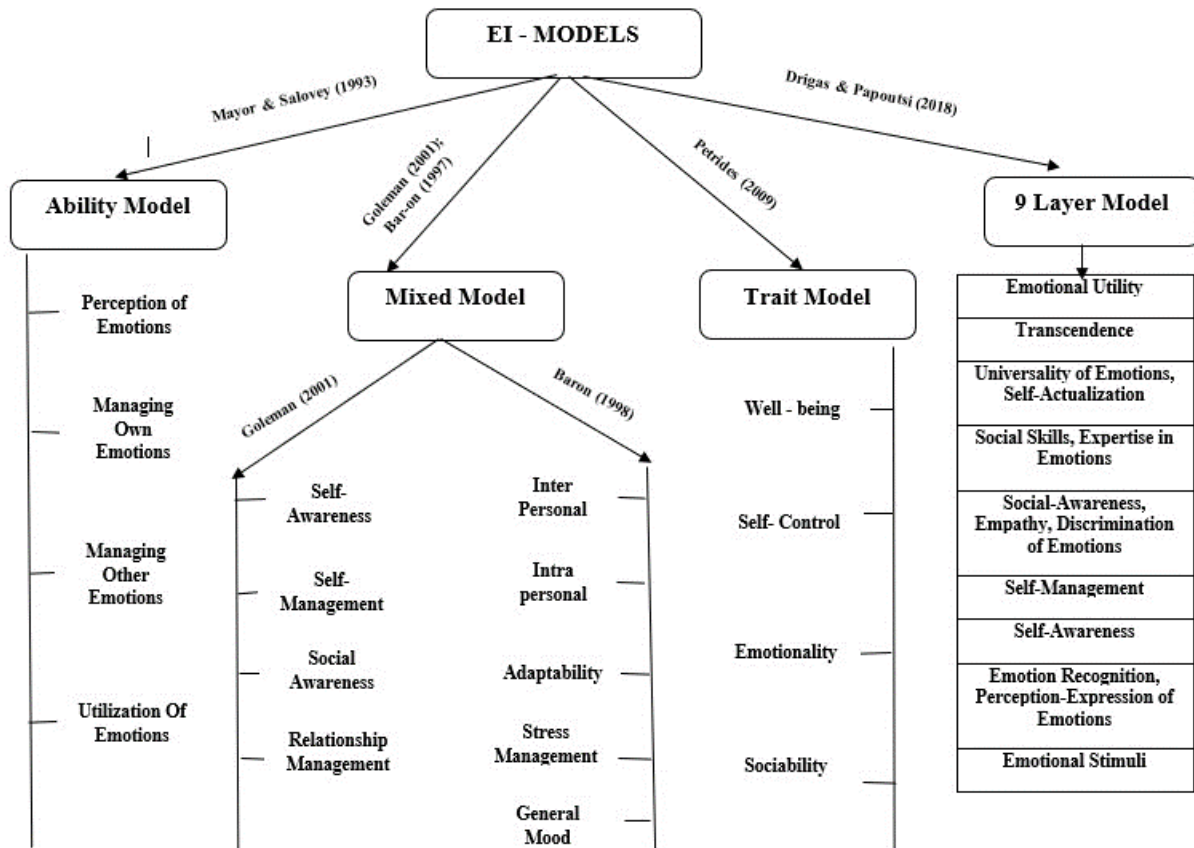 EI - MODELS
Mayor & Salovey (1993)
Goleman (2001);
Bar-on (1997)
Petrides (2009)
Drigas & Papoutsi (2018)
Ability Model
Perception of
Emotions
Managing
Own
Emotions
Managing
Other
Emotions
Utilization Of
Emotions
Mixed Model
Goleman (2001)
Self-
Awareness
Self-
Management
Social
Awareness
Relationship
Management
Baron (1998)
Inter
Personal
Intra
personal
Adaptability
Stress
Management
General
Mood
Trait Model
Well - being
Self- Control
Emotionality
Sociability
9 Layer Model
Emotional Utility
Transcendence
Universality of Emotions,
Self-Actualization
Social Skills, Expertise in
Emotions
Social-Awareness,
Empathy, Discrimination
of Emotions
Self-Management
Self-Awareness
Emotion Recognition,
Perception-Expression of
Emotions
Emotional Stimuli